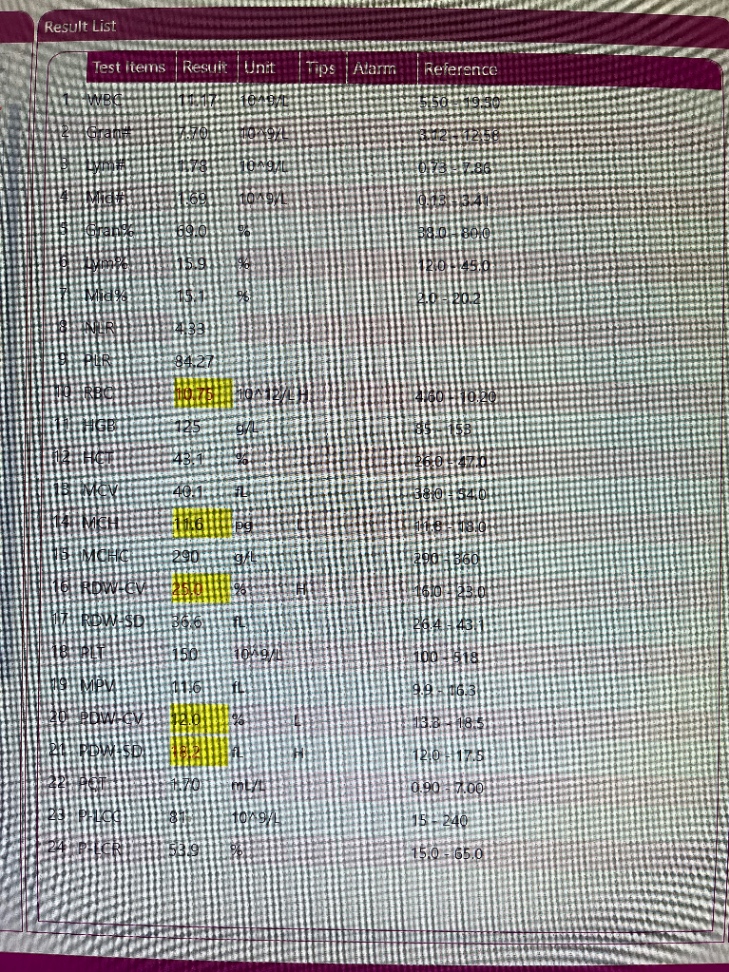 Result List
Test Items Result Unit Tips Alarm Reference
1 WBC 11.17 10^9/L 5.50 - 19.50
2 Gran# 7.70 10^9/L 3.12 - 12.58
3 Lym# 1.78 10^9/L 0.73 - 7.86
4 Mid# 1.69 10^9/L 0.13 - 3.41
5 Gran% 69.0 % 38.0 - 80.0
6 Lym% 15.9 % 12.0 - 45.0
7 Mid% 15.1 % 2.0 - 20.2
8 NLR 4.33
9 PLR 84.27
10 RBC 10.75 10^12/L H 4.60 - 10.20
11 HGB 125 g/L 85 - 153
12 HCT 43.1 % 26.0 - 47.0
13 MCV 40.1 fL 38.0 - 54.0
14 MCH 11.6 pg L 11.8 - 18.0
15 MCHC 290 g/L 290 - 360
16 RDW-CV 25.0 % H 16.0 - 23.0
17 RDW-SD 36.6 fL 26.4 - 43.1
18 PLT 150 10^9/L 100 - 518
19 MPV 11.6 fL 9.9 - 16.3
20 PDW-CV 12.0 % L 13.3 - 18.5
21 PDW-SD 18.2 fL H 12.0 - 17.5
22 PCT 1.70 mL/L 0.90 - 7.00
23 P-LCC 81 10^9/L 15 - 240
24 P-LCR 53.9 % 15.0 - 65.0